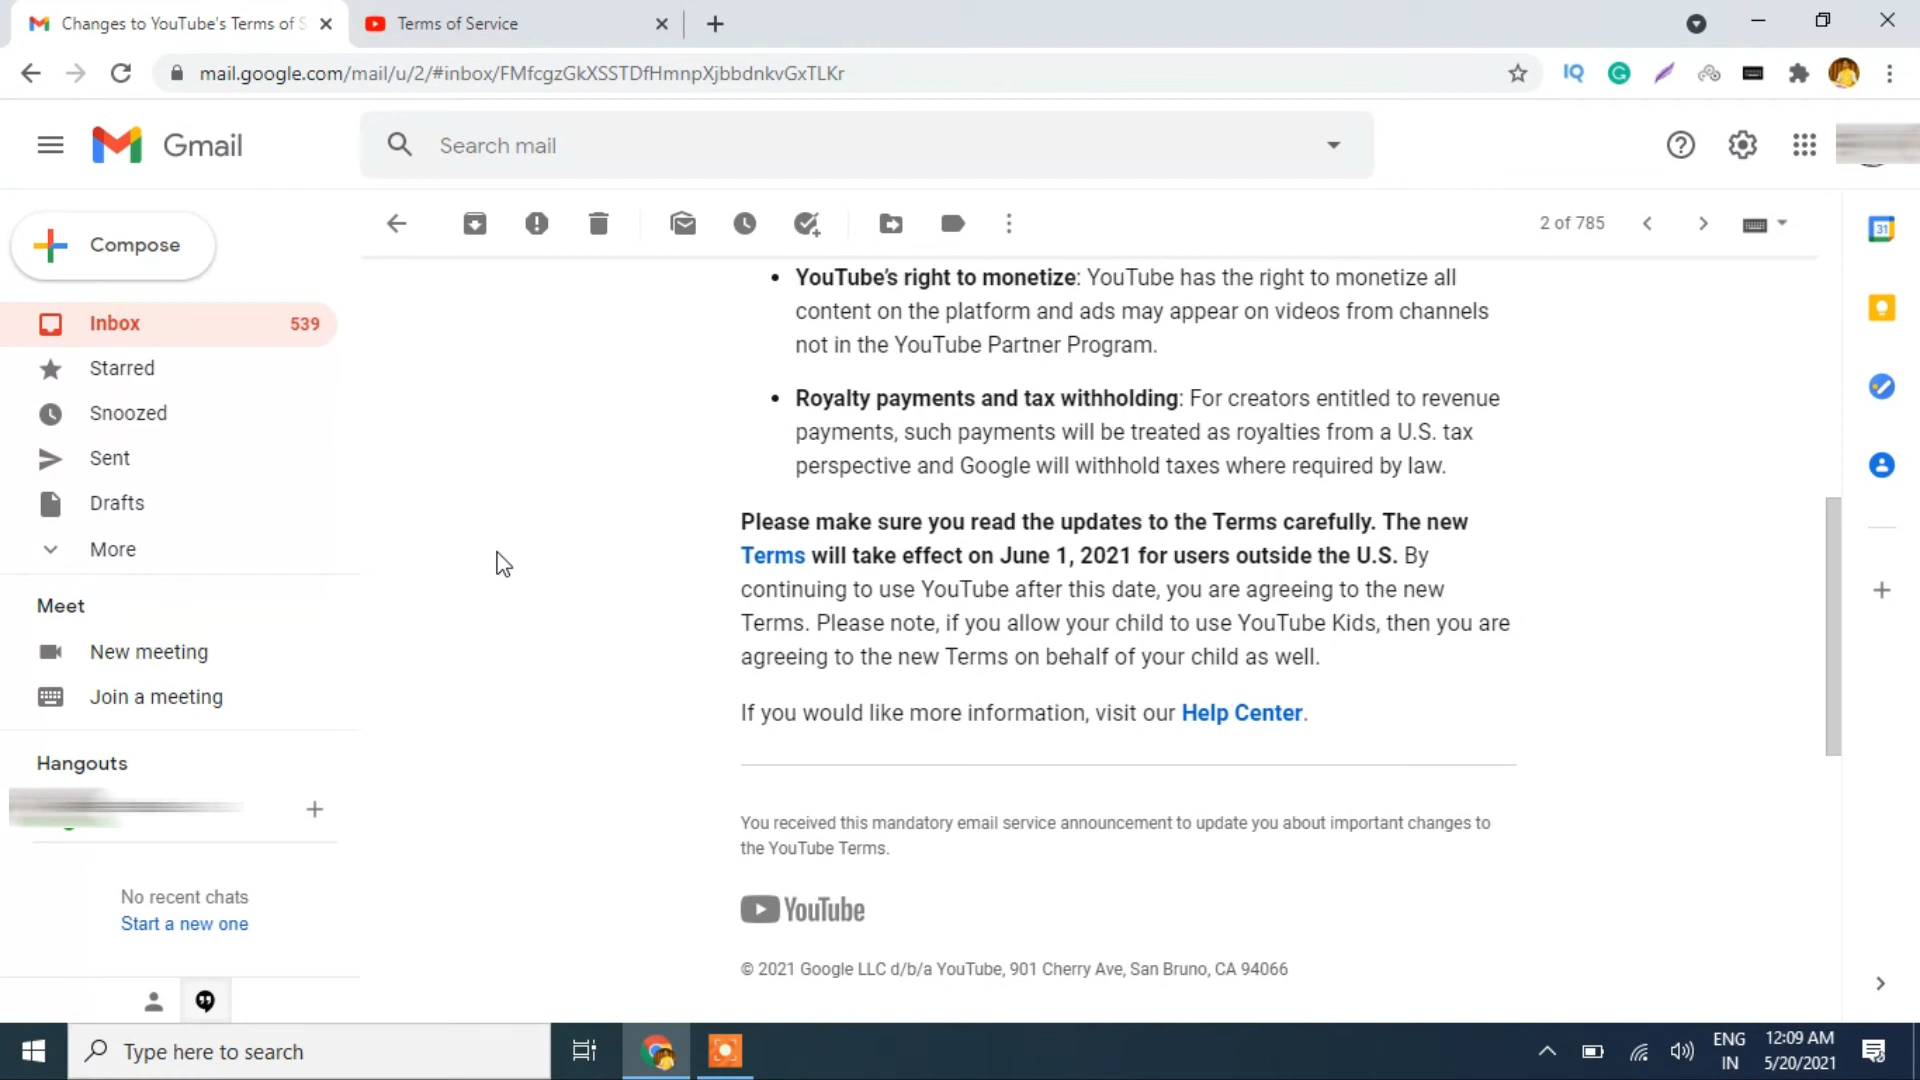 Changes to YouTube's Terms of S
Terms of Service
mail.google.com/mail/u/2/#inbox/FMfcgzGkXSSTDfHmnpXjbbdnkvGxTLKr
IQ
Gmail
Search mail
Compose
2 of 785
31
Inbox 539
Starred
Snoozed
Sent
Drafts
More
Meet
New meeting
Join a meeting
Hangouts
No recent chats
Start a new one
• YouTube's right to monetize: YouTube has the right to monetize all
content on the platform and ads may appear on videos from channels
not in the YouTube Partner Program.
• Royalty payments and tax withholding: For creators entitled to revenue
payments, such payments will be treated as royalties from a U.S. tax
perspective and Google will withhold taxes where required by law.
Please make sure you read the updates to the Terms carefully. The new
Terms will take effect on June 1, 2021 for users outside the U.S. By
continuing to use YouTube after this date, you are agreeing to the new
Terms. Please note, if you allow your child to use YouTube Kids, then you are
agreeing to the new Terms on behalf of your child as well.
If you would like more information, visit our Help Center.
You received this mandatory email service announcement to update you about important changes to
the YouTube Terms.
YouTube
© 2021 Google LLC d/b/a YouTube, 901 Cherry Ave, San Bruno, CA 94066
Type here to search
ENG
IN
12:09 AM
5/20/2021